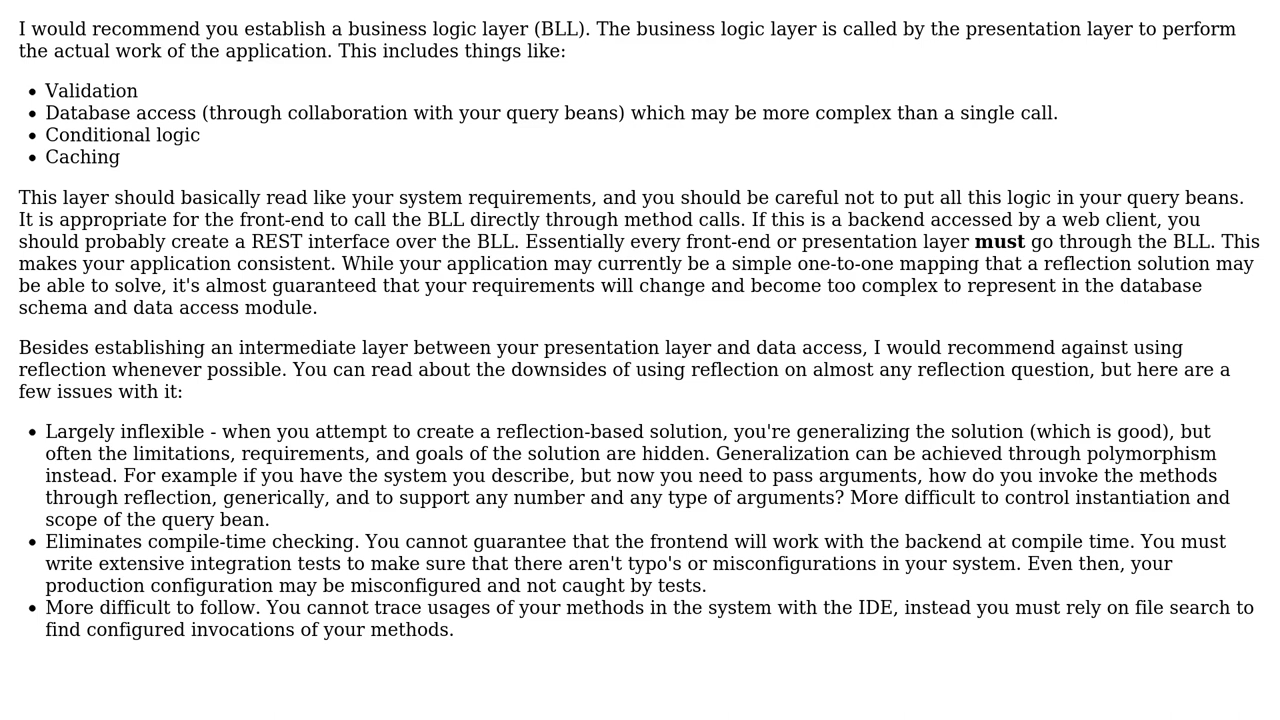 I would recommend you establish a business logic layer (BLL). The business logic layer is called by the presentation layer to perform
the actual work of the application. This includes things like:
• Validation
• Database access (through collaboration with your query beans) which may be more complex than a single call.
• Conditional logic
• Caching
This layer should basically read like your system requirements, and you should be careful not to put all this logic in your query beans.
It is appropriate for the front-end to call the BLL directly through method calls. If this is a backend accessed by a web client, you
should probably create a REST interface over the BLL. Essentially every front-end or presentation layer must go through the BLL. This
makes your application consistent. While your application may currently be a simple one-to-one mapping that a reflection solution may
be able to solve, it's almost guaranteed that your requirements will change and become too complex to represent in the database
schema and data access module.
Besides establishing an intermediate layer between your presentation layer and data access, I would recommend against using
reflection whenever possible. You can read about the downsides of using reflection on almost any reflection question, but here are a
few issues with it:
• Largely inflexible - when you attempt to create a reflection-based solution, you're generalizing the solution (which is good), but
often the limitations, requirements, and goals of the solution are hidden. Generalization can be achieved through polymorphism
instead. For example if you have the system you describe, but now you need to pass arguments, how do you invoke the methods
through reflection, generically, and to support any number and any type of arguments? More difficult to control instantiation and
scope of the query bean.
• Eliminates compile-time checking. You cannot guarantee that the frontend will work with the backend at compile time. You must
write extensive integration tests to make sure that there aren't typo's or misconfigurations in your system. Even then, your
production configuration may be misconfigured and not caught by tests.
• More difficult to follow. You cannot trace usages of your methods in the system with the IDE, instead you must rely on file search to
find configured invocations of your methods.